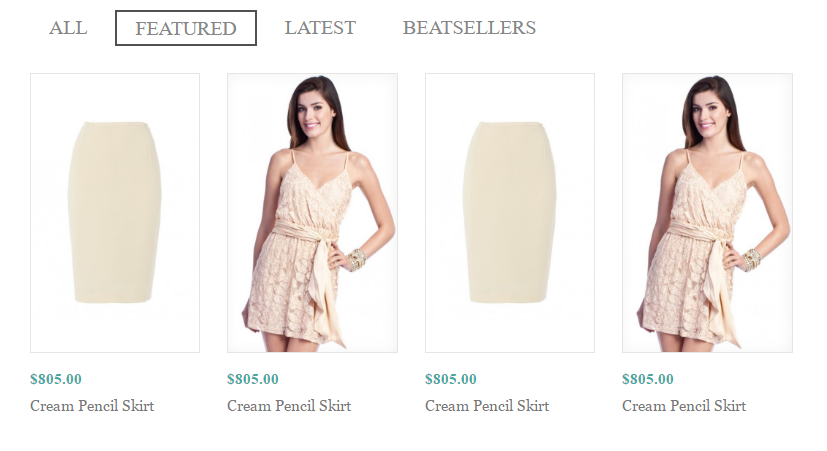 ALL FEATURED LATEST BEATSELLERS
$805.00 $805.00 $805.00 $805.00
Cream Pencil Skirt Cream Pencil Skirt Cream Pencil Skirt Cream Pencil Skirt